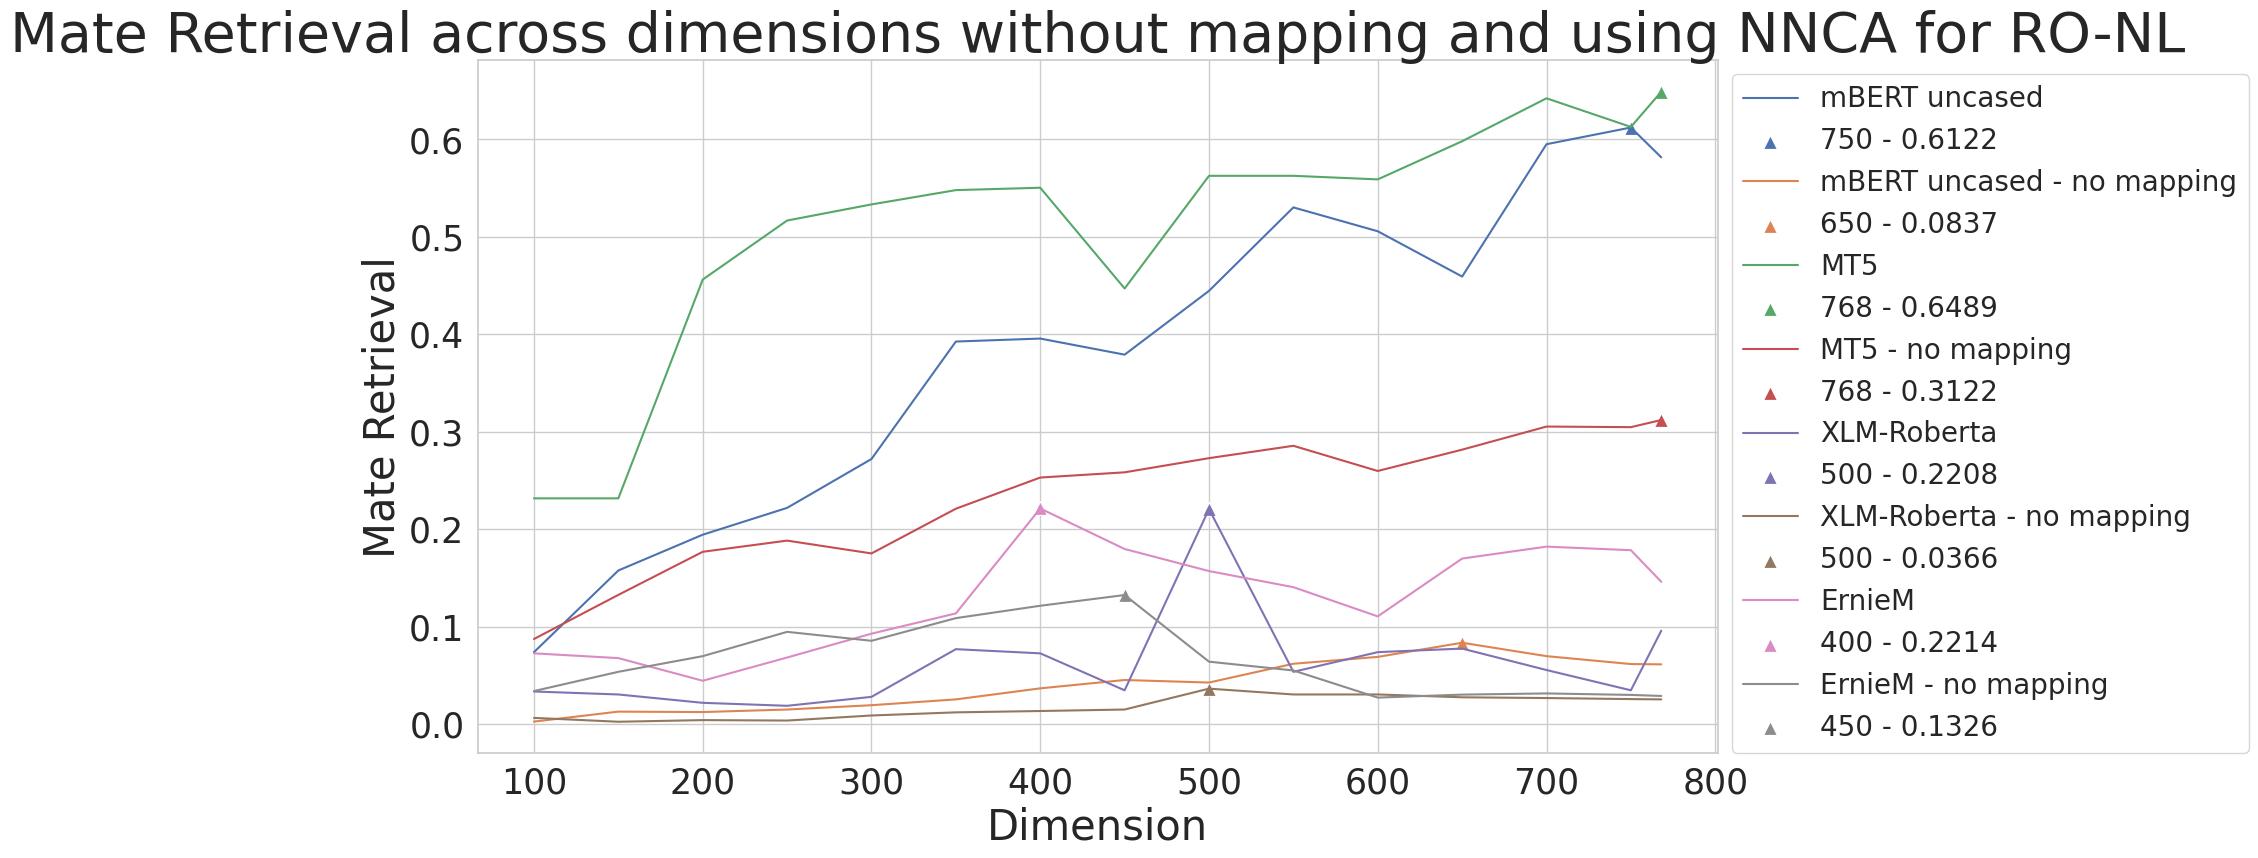 Mate Retrieval across dimensions without mapping and using NNCA for RO-NL
Mate Retrieval
0.6
0.5
0.4
0.3
0.2
0.1
0.0
100 200 300 400 500 600 700 800
Dimension
mBERT uncased
750 - 0.6122
mBERT uncased - no mapping
650 - 0.0837
MT5
768 - 0.6489
MT5 - no mapping
768 - 0.3122
XLM-Roberta
500 - 0.2208
XLM-Roberta - no mapping
500 - 0.0366
ErnieM
400 - 0.2214
ErnieM - no mapping
450 - 0.1326